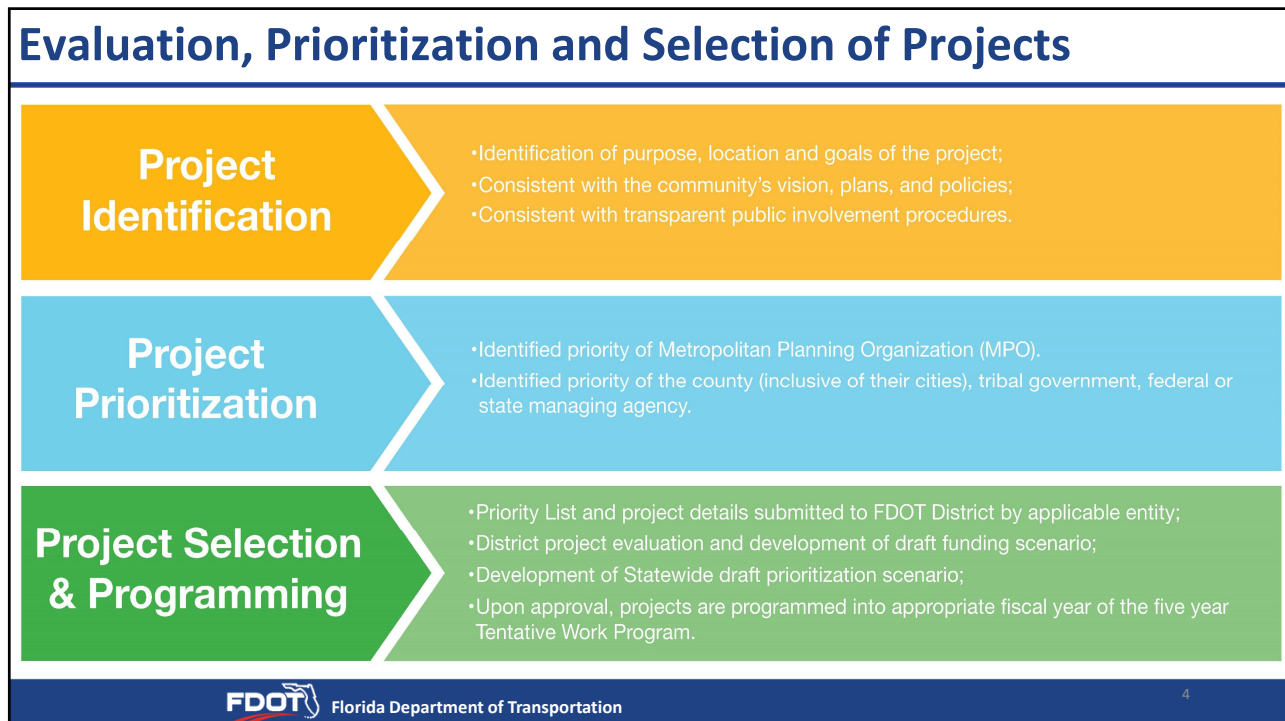 Evaluation, Prioritization and Selection of Projects
Project
Identification
•Identification of purpose, location and goals of the project;
•Consistent with the community's vision, plans, and policies;
•Consistent with transparent public involvement procedures.
Project
Prioritization
•Identified priority of Metropolitan Planning Organization (MPO).
•Identified priority of the county (inclusive of their cities), tribal government, federal or
state managing agency.
Project Selection
& Programming
•Priority List and project details submitted to FDOT District by applicable entity;
•District project evaluation and development of draft funding scenario;
•Development of Statewide draft prioritization scenario;
•Upon approval, projects are programmed into appropriate fiscal year of the five year
Tentative Work Program.
FDOT Florida Department of Transportation
4